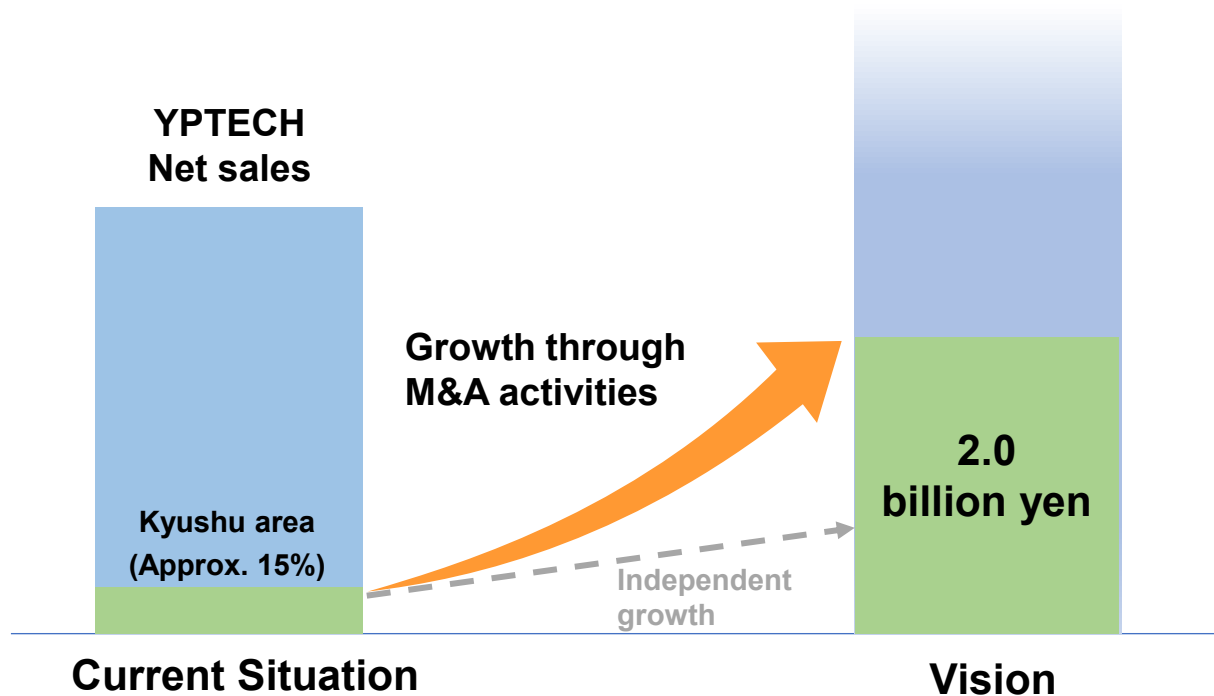 YPTECH
Net sales
Growth through
M&A activities
Kyushu area
(Approx. 15%)
2.0
billion yen
Independent
growth
Current Situation
Vision